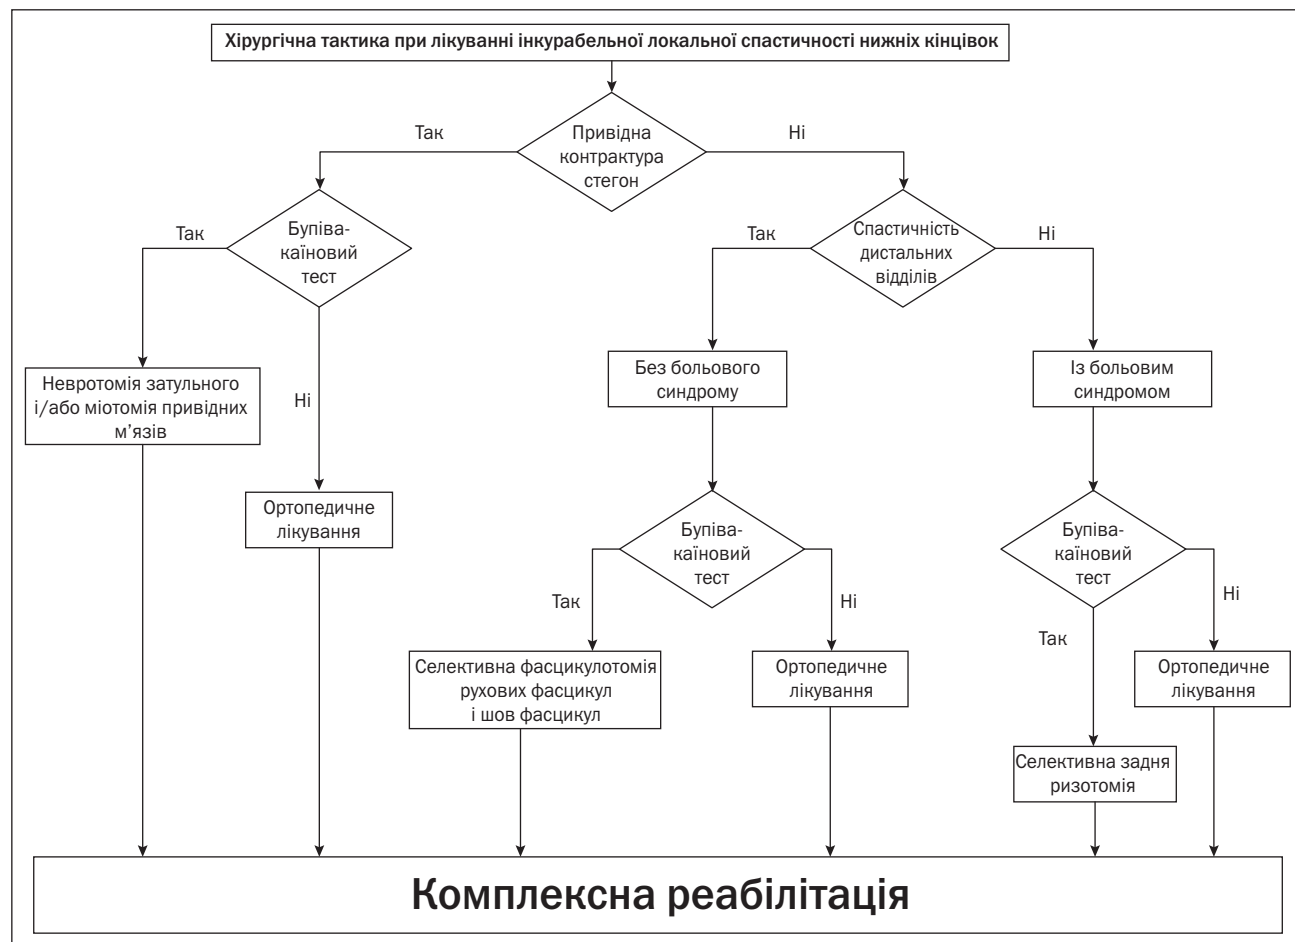 Хірургічна тактика при лікуванні інкурабельної локальної спастичності нижніх кінцівок
Так
Привідна
контрактура
стегон
Ні
Так
Бупіва-
каїновий
тест
Так
Спастичність
дистальних
відділів
Ні
Невротомія затульного
і/або міотомія привідних
м’язів
Ні
Без больового
синдрому
Із больовим
синдромом
Ортопедичне
лікування
Бупіва-
каїновий
тест
Бупіва-
каїновий
тест
Так
Ні
Так
Ні
Селективна фасцикулотомія
рухових фасцикул
і шов фасцикул
Ортопедичне
лікування
Ортопедичне
лікування
Селективна задня
ризотомія
Комплексна реабілітація